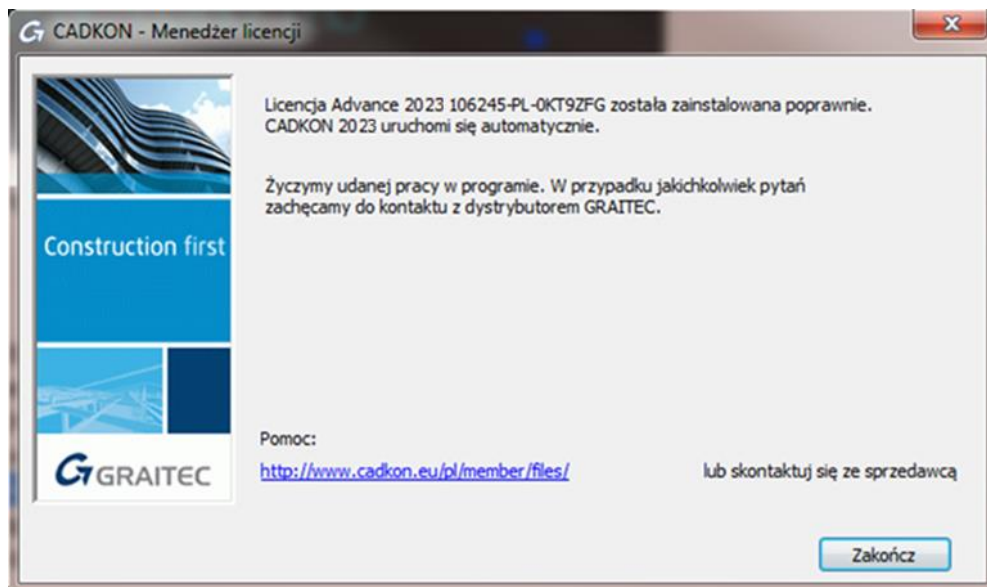 CADKON - Menedżer licencji
Licencja Advance 2023 106245-PL-0KT9ZFG została zainstalowana poprawnie.
CADKON 2023 uruchomi się automatycznie.
Życzymy udanej pracy w programie. W przypadku jakichkolwiek pytań
zachęcamy do kontaktu z dystrybutorem GRAITEC.
Construction first
GRAITEC
Pomoc:
http://www.cadkon.eu/pl/member/files/ lub skontaktuj się ze sprzedawcą
Zakończ